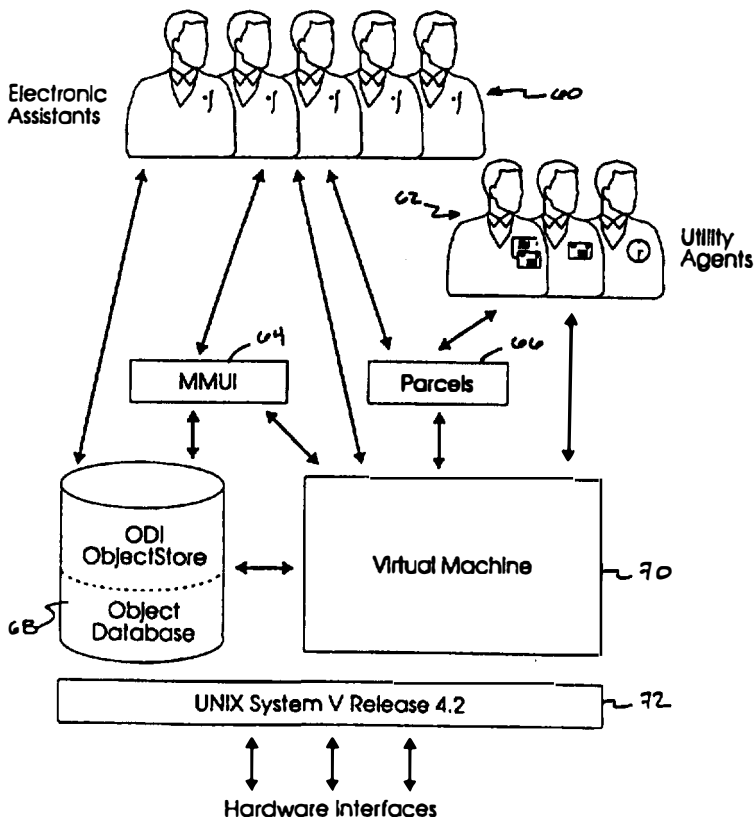 Electronic
Assistants
60
62
Utility
Agents
64
MMUI
66
Parcels
ODI
ObjectStore
Object
Database
68
Virtual Machine
70
UNIX System V Release 4.2
72
Hardware Interfaces